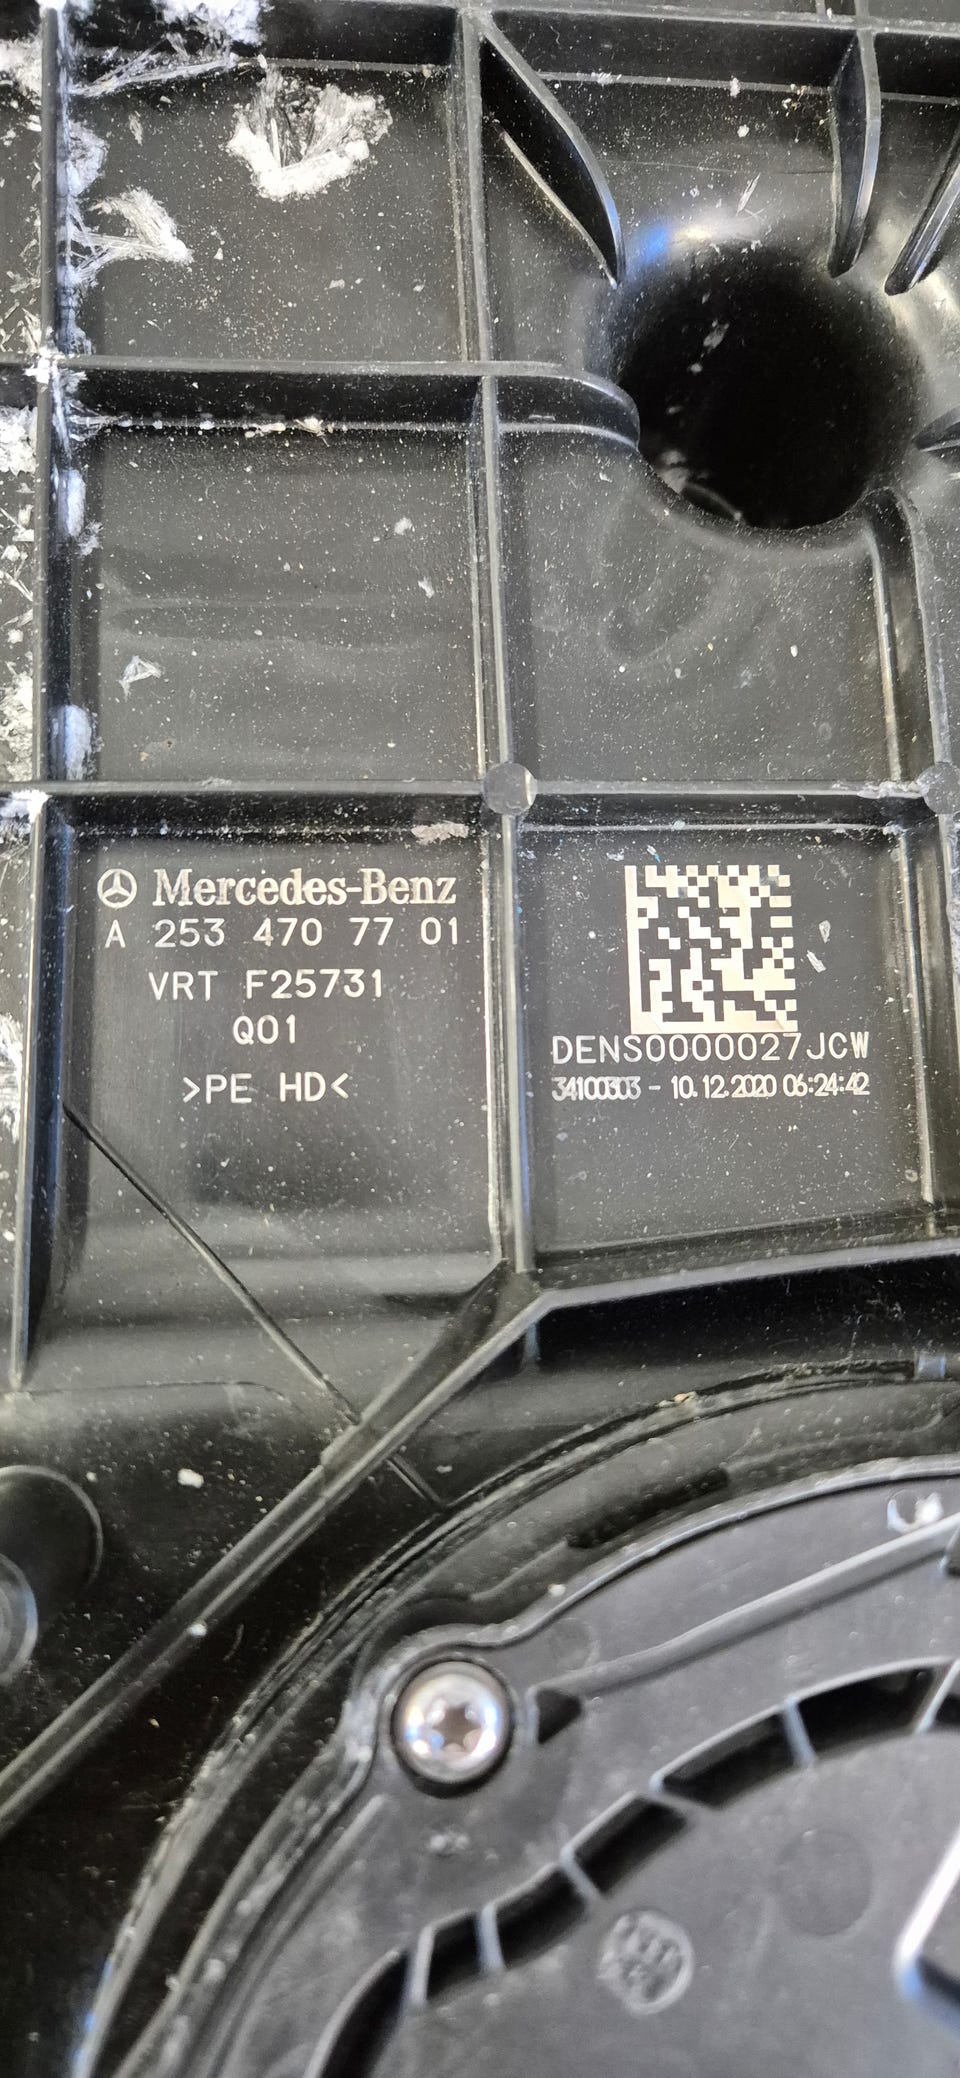 Mercedes-Benz
A 253 470 77 01
VRT F25731
Q01
>PE HD<
DENS0000027JCW
34100303 - 10.12.2020 06:24:42